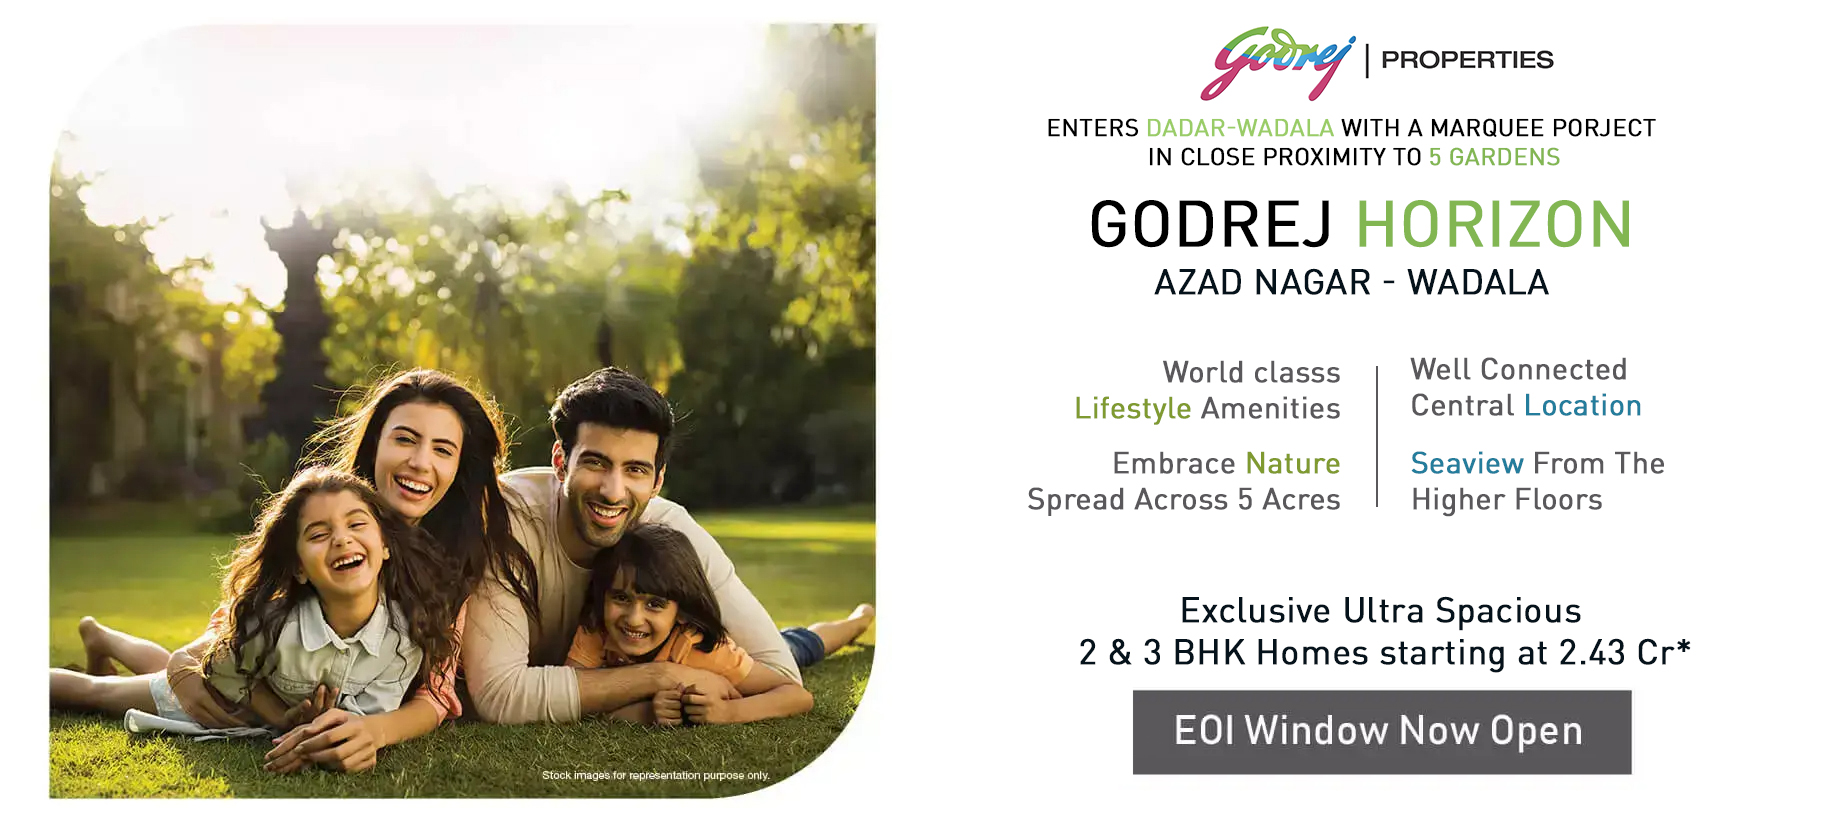 Godrej | PROPERTIES
ENTERS DADAR-WADALA WITH A MARQUEE PORJECT
IN CLOSE PROXIMITY TO 5 GARDENS
GODREJ HORIZON
AZAD NAGAR - WADALA
World classs
Lifestyle Amenities
Embrace Nature
Spread Across 5 Acres
Well Connected
Central Location
Seaview From The
Higher Floors
Exclusive Ultra Spacious
2 & 3 BHK Homes starting at 2.43 Cr*
EOI Window Now Open
Stock images for representation purpose only.